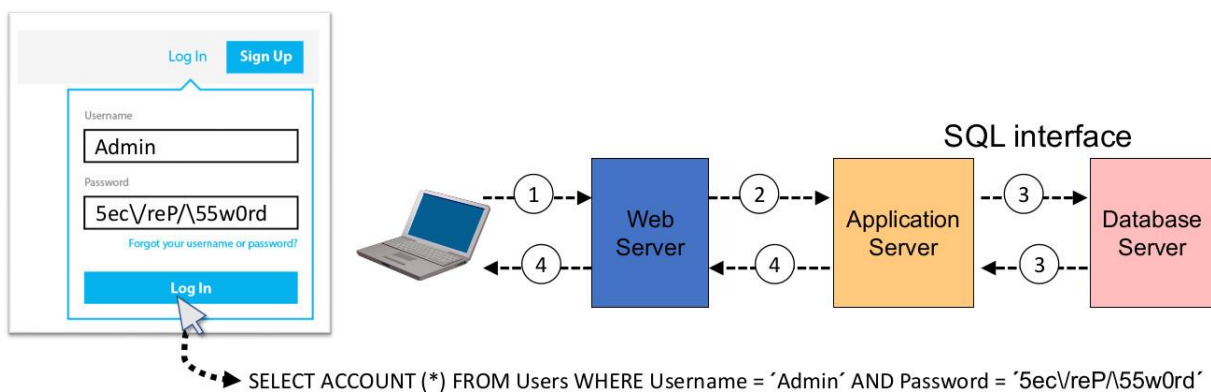 Log In Sign Up
Username
Admin
Password
5ec\/reP/\55w0rd
Forgot your username or password?
Log In
SQL interface
1 2 3
Web Server
Application Server
Database Server
4 4 3
SELECT ACCOUNT (*) FROM Users WHERE Username = ´Admin´ AND Password = ´5ec\/reP/\55w0rd´